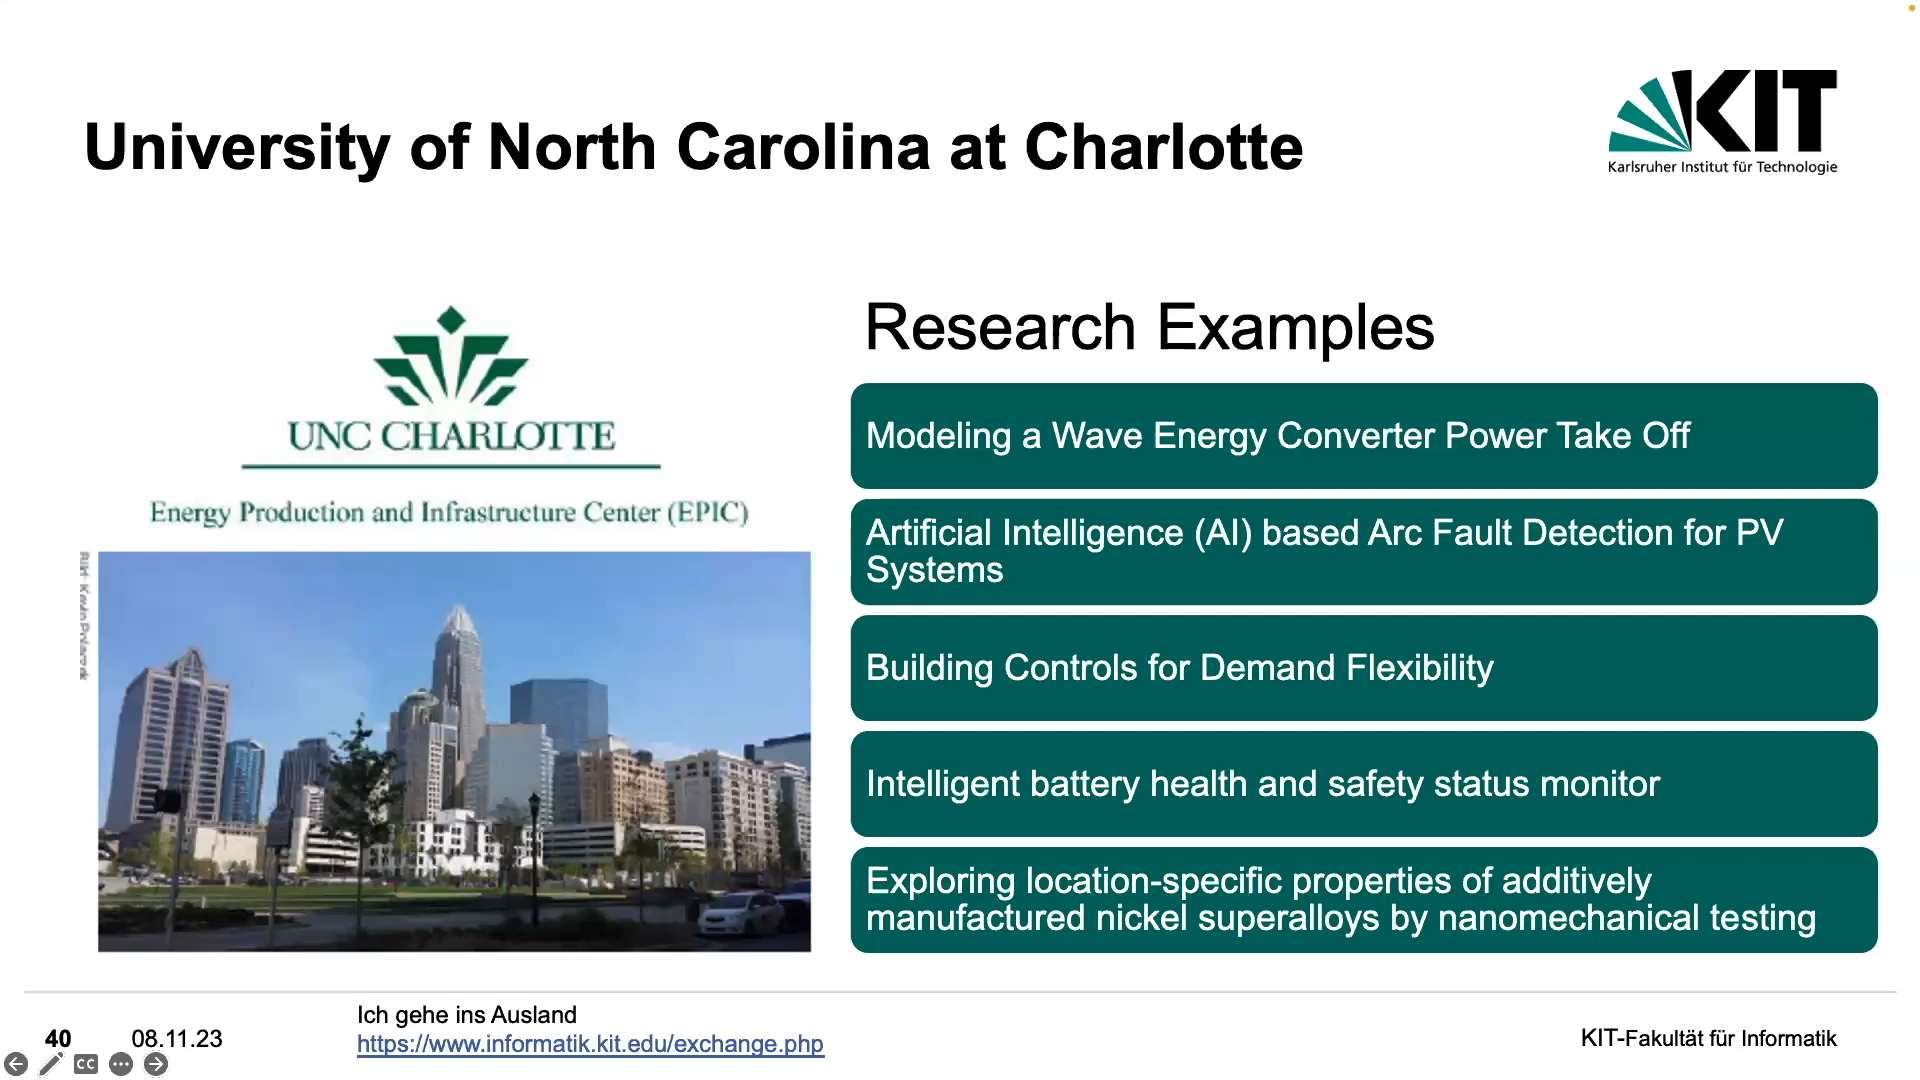 University of North Carolina at Charlotte
KIT
Karlsruher Institut für Technologie
UNC CHARLOTTE
Energy Production and Infrastructure Center (EPIC)
Research Examples
Modeling a Wave Energy Converter Power Take Off
Artificial Intelligence (AI) based Arc Fault Detection for PV
Systems
Building Controls for Demand Flexibility
Intelligent battery health and safety status monitor
Exploring location-specific properties of additively
manufactured nickel superalloys by nanomechanical testing
40
08.11.23
Ich gehe ins Ausland
https://www.informatik.kit.edu/exchange.php
KIT-Fakultät für Informatik
CC